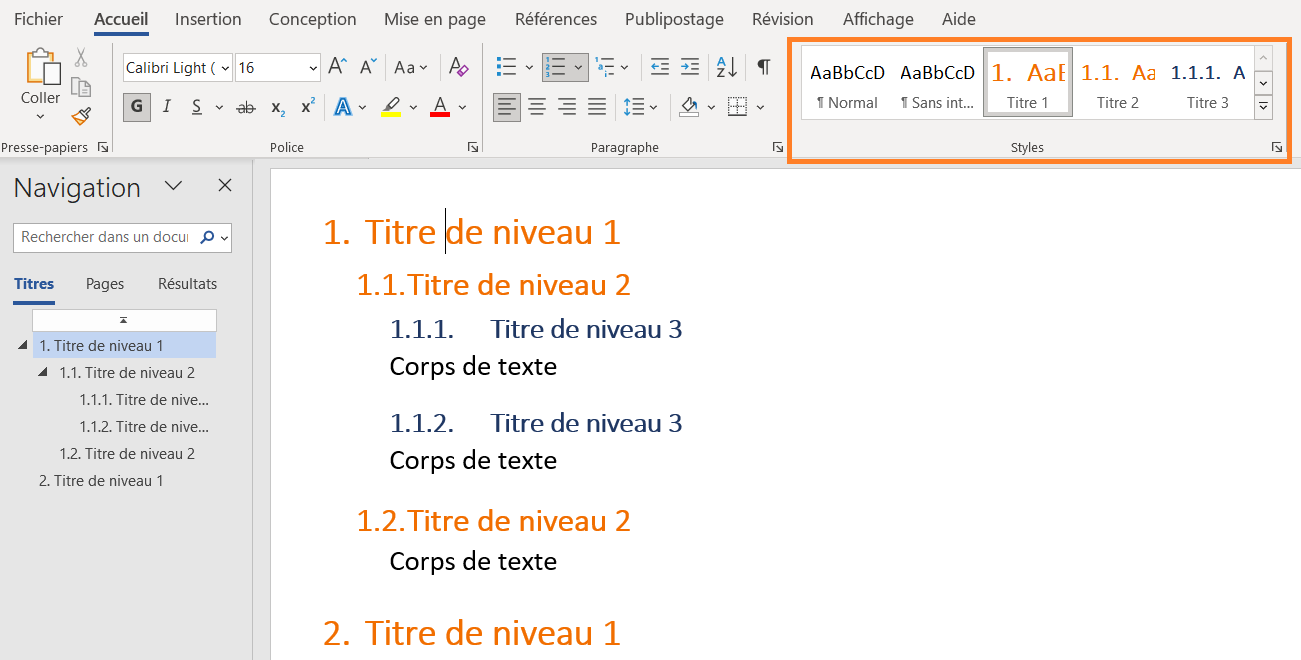 Fichier Accueil Insertion Conception Mise en page Références Publipostage Révision Affichage Aide
Coller
Presse-papiers
Calibri Light ( 16
Aa
G I S ab x₂ x² A A
Police
Paragraphe
AaBbCcD AaBbCcD 1. AaE 1.1. Aa 1.1.1. A
¶ Normal ¶ Sans int... Titre 1 Titre 2 Titre 3
Styles
Navigation
Rechercher dans un docu
Titres Pages Résultats
1. Titre de niveau 1
1.1. Titre de niveau 2
1.1.1. Titre de nive...
1.1.2. Titre de nive...
1.2. Titre de niveau 2
2. Titre de niveau 1
1. Titre de niveau 1
1.1.Titre de niveau 2
1.1.1. Titre de niveau 3
Corps de texte
1.1.2. Titre de niveau 3
Corps de texte
1.2.Titre de niveau 2
Corps de texte
2. Titre de niveau 1